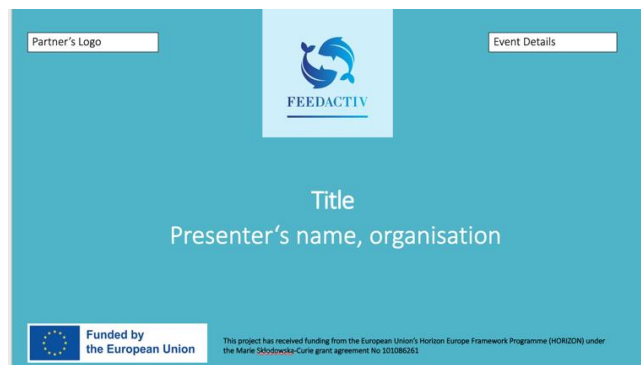 Partner's Logo
Event Details
FEEDACTIV
Title
Presenter's name, organisation
Funded by
the European Union
This project has received funding from the European Union's Horizon Europe Framework Programme (HORIZON) under
the Marie Skłodowska-Curie grant agreement No 101086261